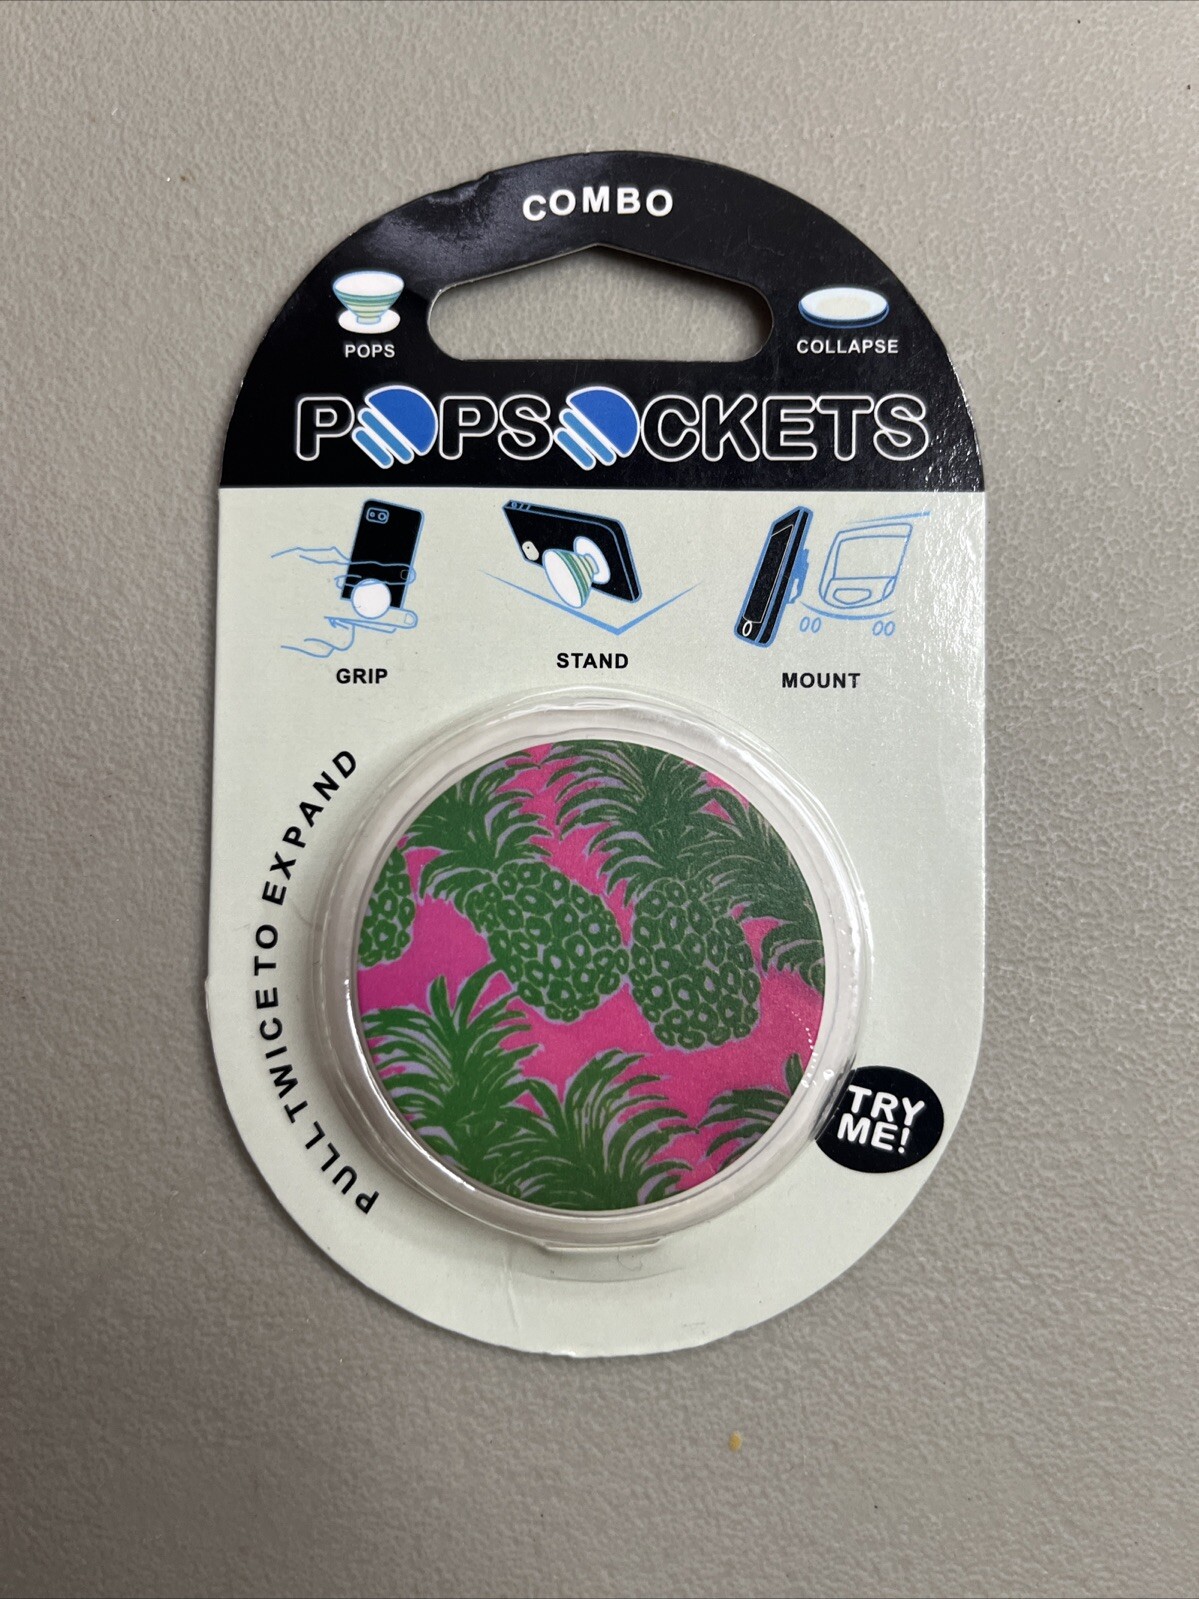 COMBO
POPS
COLLAPSE
POPSOCKETS
GRIP
STAND
MOUNT
PULL TWICE TO EXPAND
TRY
ME!